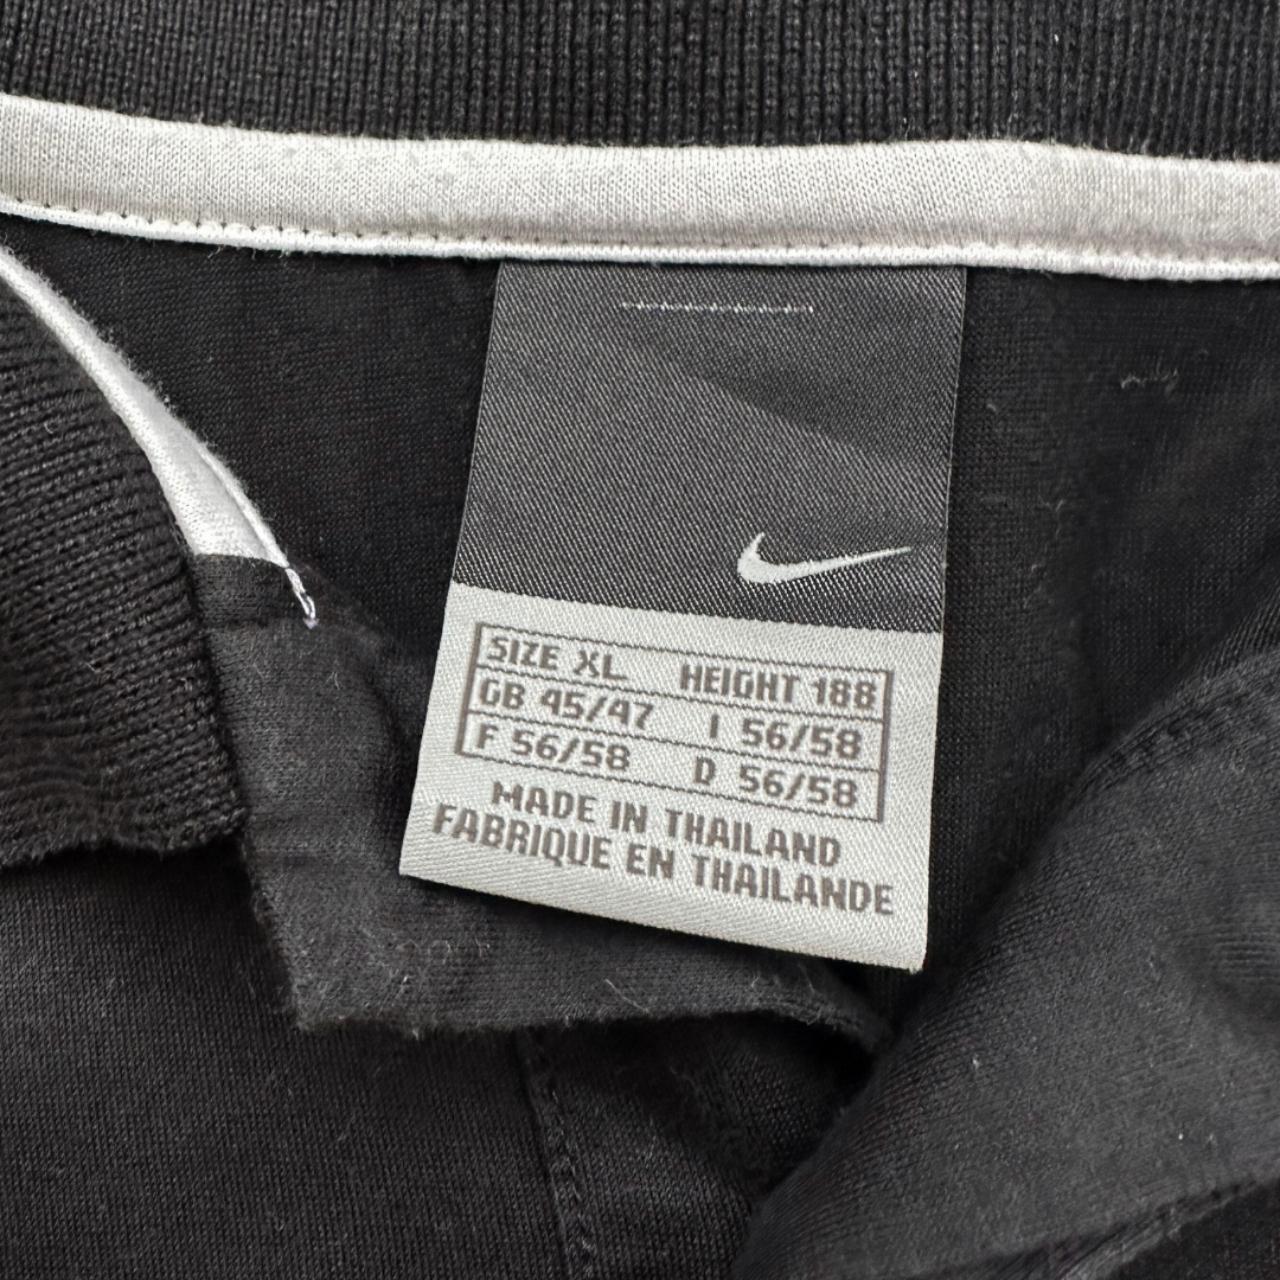 SIZE XL HEIGHT 188
GB 45/47 I 56/58
F 56/58 D 56/58
MADE IN THAILAND
FABRIQUE EN THAILANDE